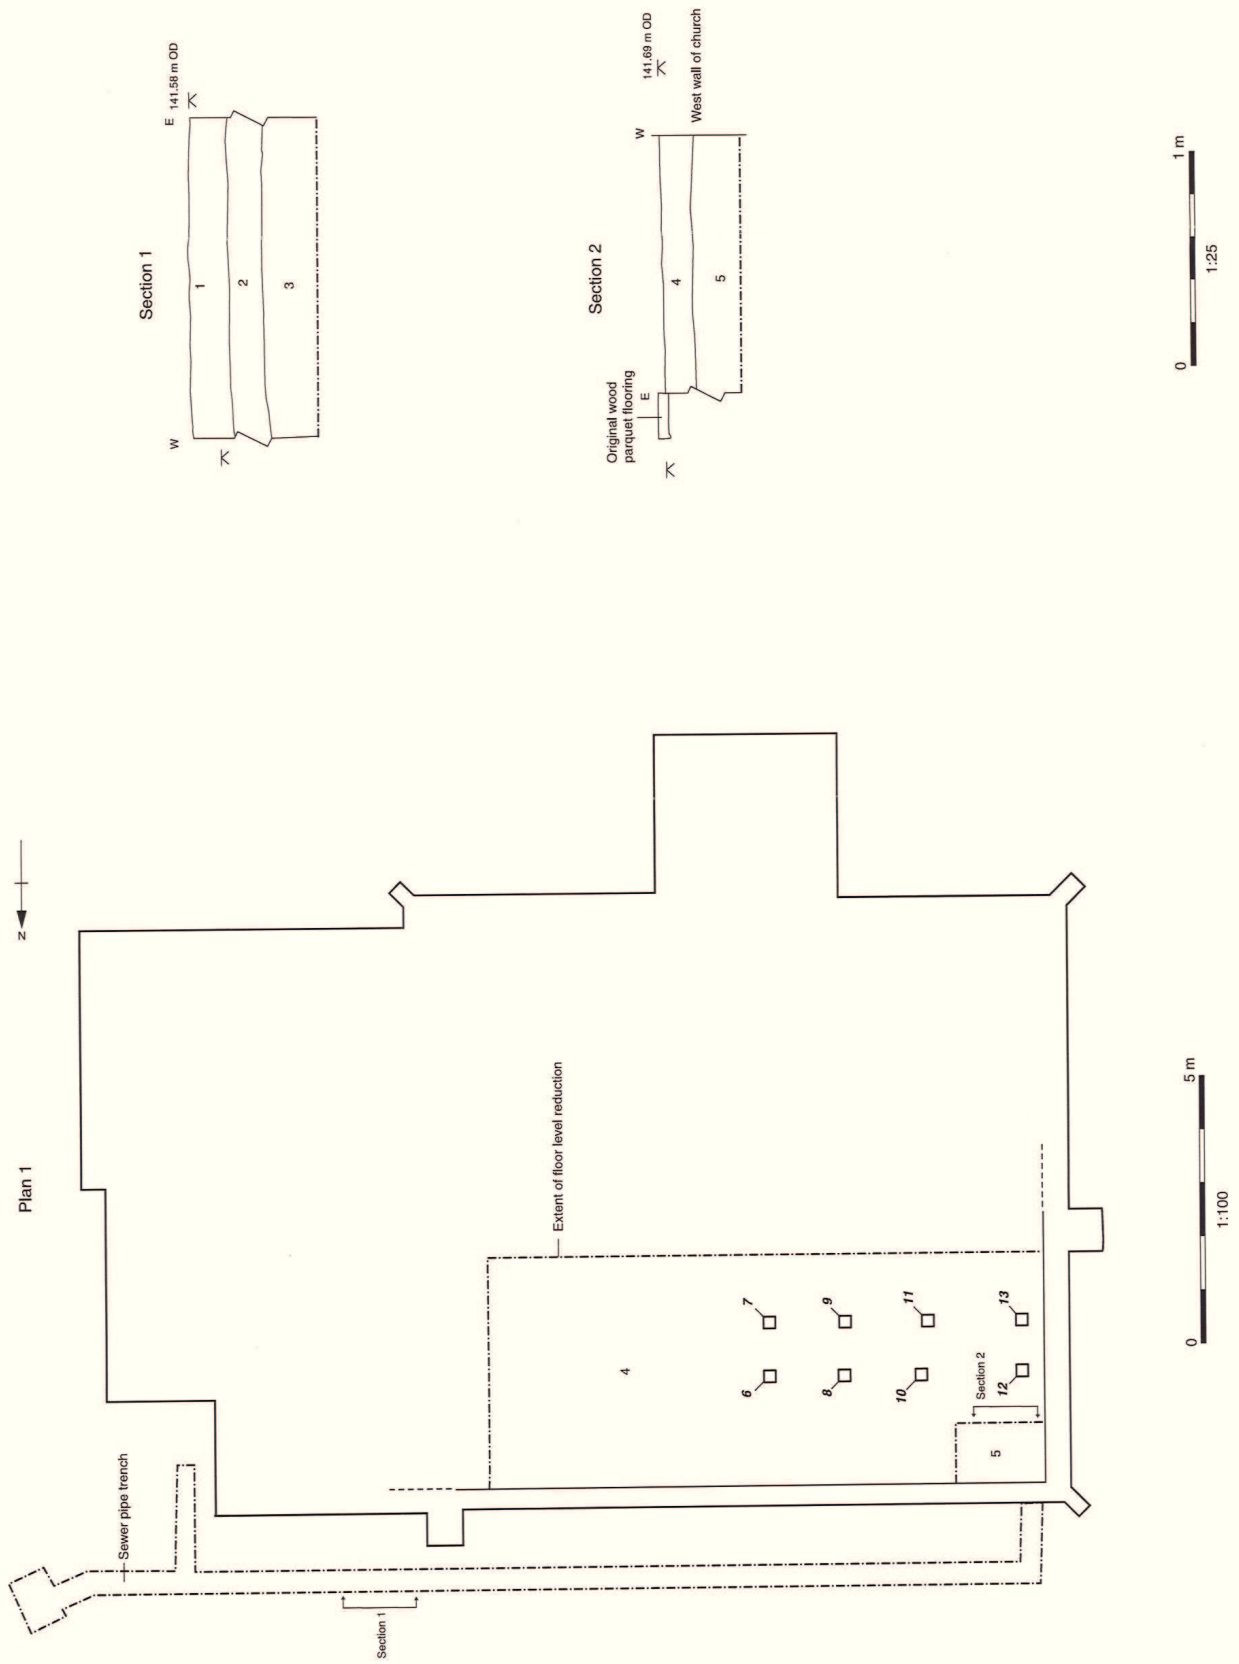 Plan 1
N
Sewer pipe trench
Section 1
Extent of floor level reduction
4
6
7
8
9
10
11
12
13
Section 2
5
0
5 m
1:100
Section 1
W
E
141.58 m OD
1
2
3
Section 2
Original wood
parquet flooring
E
W
141.69 m OD
West wall of church
4
5
0
1 m
1:25